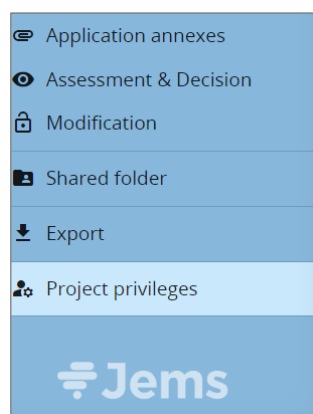 Application annexes
Assessment & Decision
Modification
Shared folder
Export
Project privileges
Jems